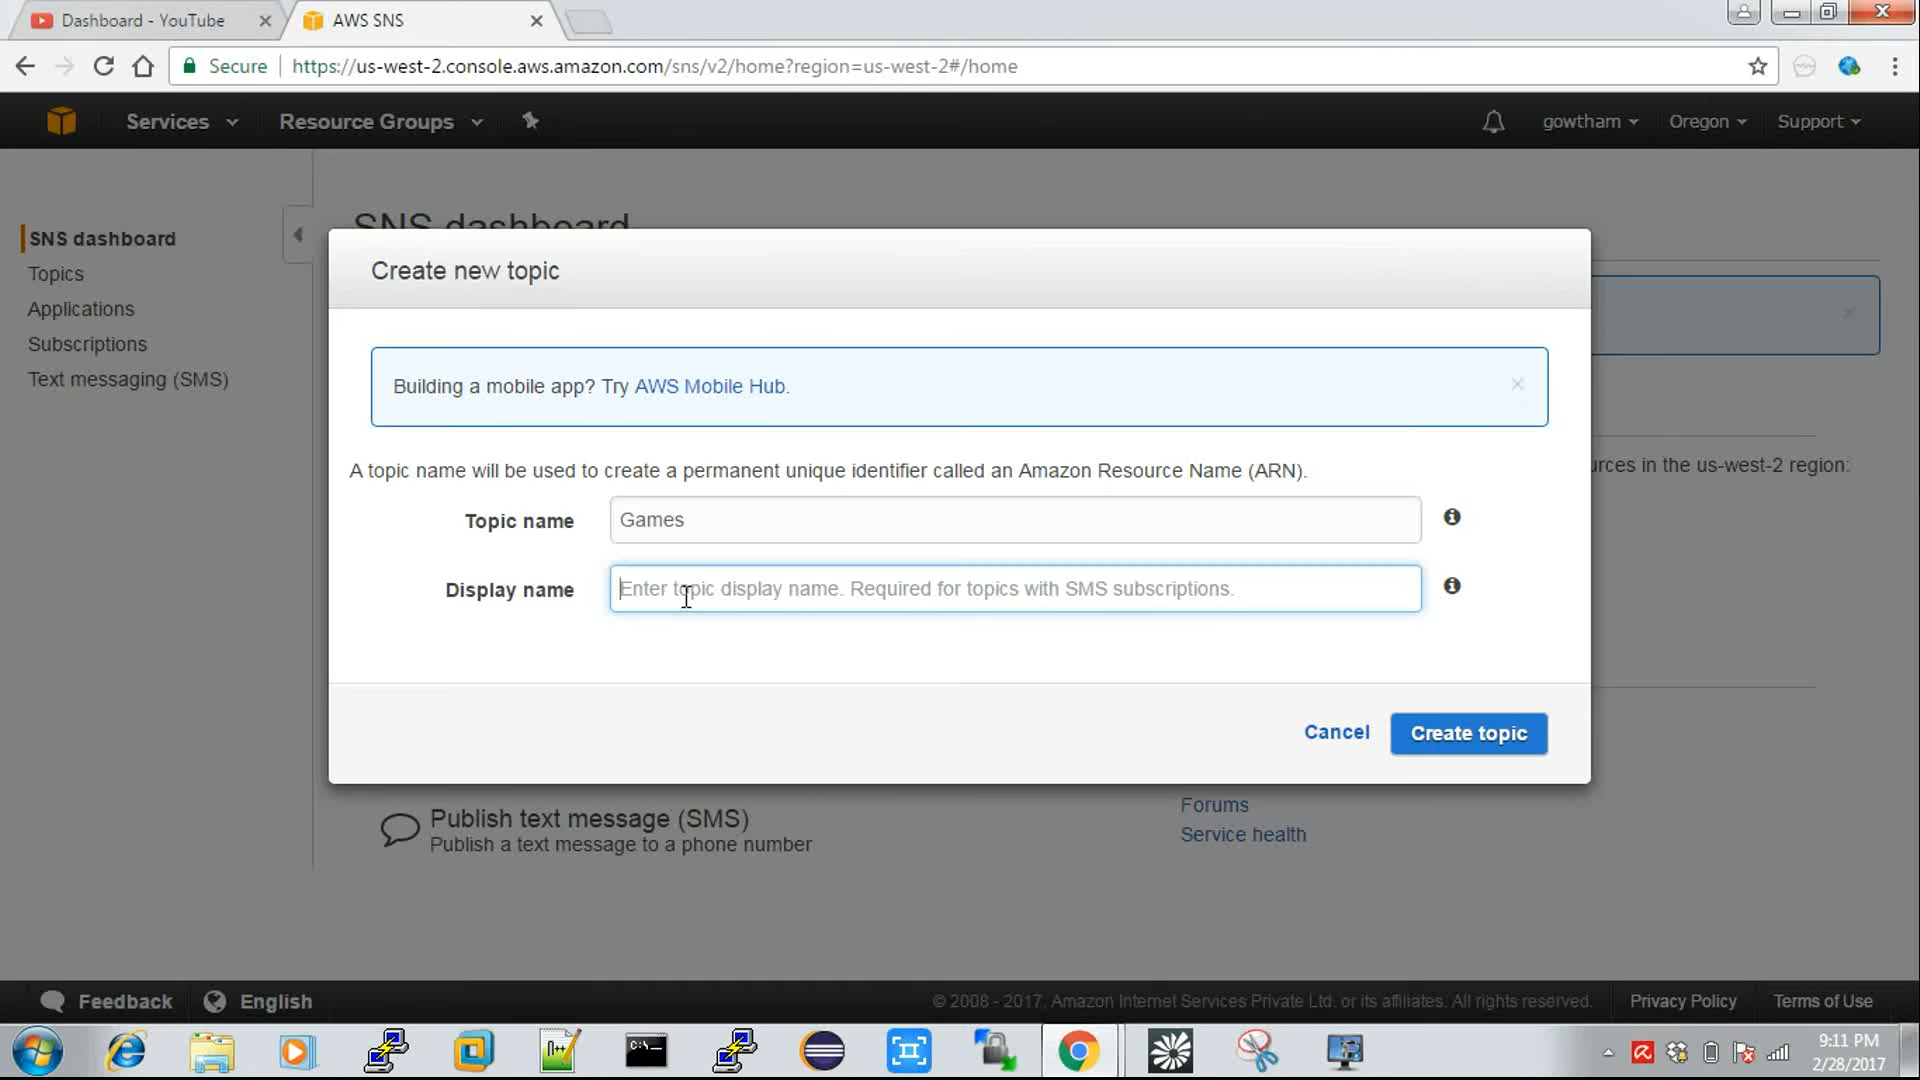 Dashboard - YouTube
AWS SNS
Secure
https://us-west-2.console.aws.amazon.com/sns/v2/home?region=us-west-2#/home
Services
Resource Groups
gowtham
Oregon
Support
SNS dashboard
SNS dashboard
Topics
Applications
Subscriptions
Text messaging (SMS)
Create new topic
Building a mobile app? Try AWS Mobile Hub.
A topic name will be used to create a permanent unique identifier called an Amazon Resource Name (ARN).
urces in the us-west-2 region:
Topic name
Games
Display name
Enter topic display name. Required for topics with SMS subscriptions.
Cancel
Create topic
Publish text message (SMS)
Publish a text message to a phone number
Forums
Service health
Feedback
English
© 2008 - 2017, Amazon Internet Services Private Ltd. or its affiliates. All rights reserved.
Privacy Policy
Terms of Use
9:11 PM
2/28/2017